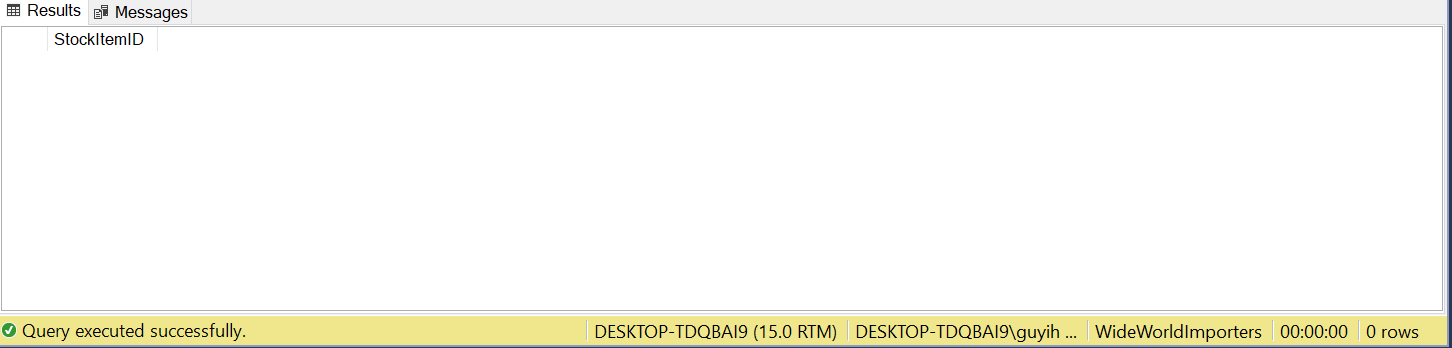 Results Messages
StockItemID
Query executed successfully. DESKTOP-TDQBAI9 (15.0 RTM) DESKTOP-TDQBAI9\guyih ... WideWorldImporters 00:00:00 0 rows